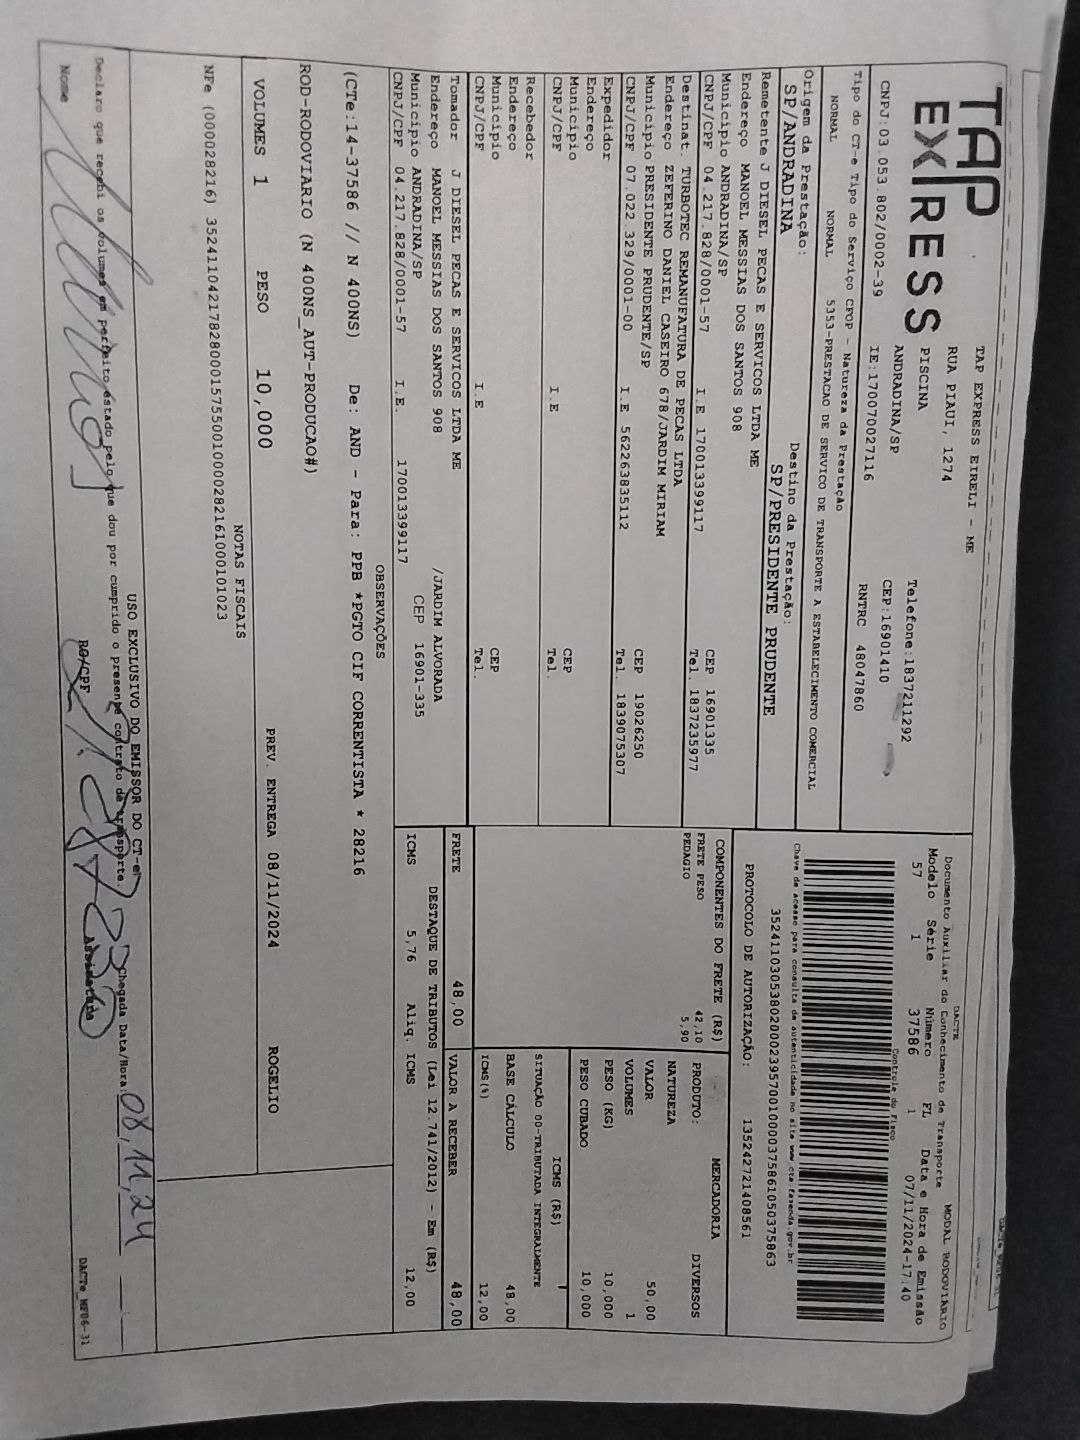 TAP
EXPRESS
TAP EXPRESS EIRELI - ME
RUA PIAUI, 1274
PISCINA
ANDRADINA/SP
Telefone:1837211292
CEP:16901410
CNPJ:03.053.802/0002-39
IE:170070027116
RNTRC 48047860
Tipo do CT-e Tipo do Serviço CFOP - Natureza da Prestação
NORMAL NORMAL 5353-PRESTACAO DE SERVICO DE TRANSPORTE A ESTABELECIMENTO COMERCIAL
Origem da Prestação: Destino da Prestação:
SP/ANDRADINA SP/PRESIDENTE PRUDENTE
Remetente J DIESEL PECAS E SERVICOS LTDA ME
Endereço MANOEL MESSIAS DOS SANTOS 908
Município ANDRADINA/SP CEP 16901335
CNPJ/CPF 04.217.828/0001-57 I.E 170013399117 Tel. 1837235977
Destinat. TURBOTEC REMANUFATURA DE PECAS LTDA
Endereço ZEFERINO DANIEL CASEIRO 678/JARDIM MIRIAM
Município PRESIDENTE PRUDENTE/SP CEP 19026250
CNPJ/CPF 07.022.329/0001-00 I.E 562263835112 Tel. 1839075307
Expedidor
Endereço
Município CEP
CNPJ/CPF I.E Tel.
Recebedor
Endereço
Município CEP
CNPJ/CPF I.E Tel.
Tomador J DIESEL PECAS E SERVICOS LTDA ME
Endereço MANOEL MESSIAS DOS SANTOS 908 /JARDIM ALVORADA
Município ANDRADINA/SP CEP 16901-335
CNPJ/CPF 04.217.828/0001-57 I.E. 170013399117
DACTE
Documento Auxiliar do Conhecimento de Transporte MODAL RODOVIÁRIO
Modelo Série Número FL Data e Hora de Emissão
57 1 37586 1 07/11/2024-17:40
Controle do Fisco
Chave de acesso para consulta de autenticidade no site www.cte.fazenda.gov.br
35241103053802000239570010000375861050375863
PROTOCOLO DE AUTORIZAÇÃO: 135242721408561
COMPONENTES DO FRETE (R$)
FRETE PESO 42,10
PEDAGIO 5,90
MERCADORIA
PRODUTO: DIVERSOS
NATUREZA
VALOR 50,00
VOLUMES 1
PESO (KG) 10,000
PESO CUBADO 10,000
ICMS (R$)
SITUAÇÃO 00-TRIBUTADA INTEGRALMENTE
BASE CÁLCULO 48,00
ICMS(%) 12,00
FRETE 48,00 VALOR A RECEBER 48,00
DESTAQUE DE TRIBUTOS (Lei 12.741/2012) - Em (R$)
ICMS 5,76 Aliq. ICMS 12,00
OBSERVAÇÕES
(CTe:14-37586 // N 400NS) De: AND - Para: PPB *PGTO CIF CORRENTISTA * 28216
ROD-RODOVIARIO (N 400NS_AUT-PRODUCAO#)
VOLUMES 1 PESO 10,000 PREV. ENTREGA 08/11/2024 ROGELIO
NOTAS FISCAIS
NFe (000028216) 35241104217828000157550010000282161000101023
USO EXCLUSIVO DO EMISSOR DO CT-e
Declaro que recebi os volumes em perfeito estado pelo que dou por cumprido o presente contrato de transporte.
Chegada Data/Hora: 08,11,24
Nome RG/CPF Assinatura
DACTe_MF06-31